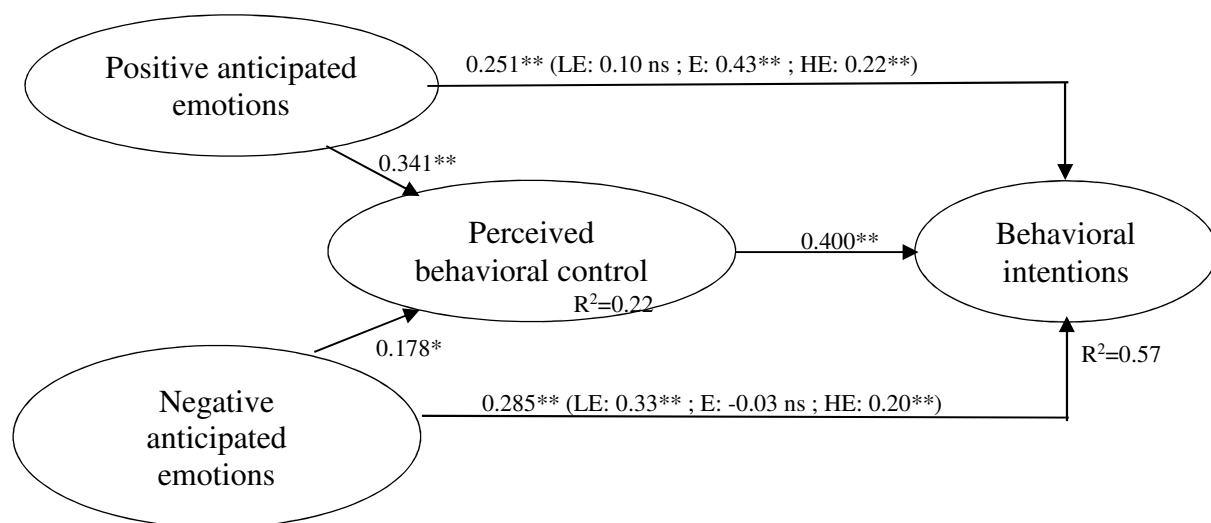 Positive anticipated
emotions
0.251** (LE: 0.10 ns ; E: 0.43** ; HE: 0.22**)
0.341**
Perceived
behavioral control
R²=0.22
0.400**
Behavioral
intentions
0.178*
R²=0.57
Negative
anticipated
emotions
0.285** (LE: 0.33** ; E: -0.03 ns ; HE: 0.20**)